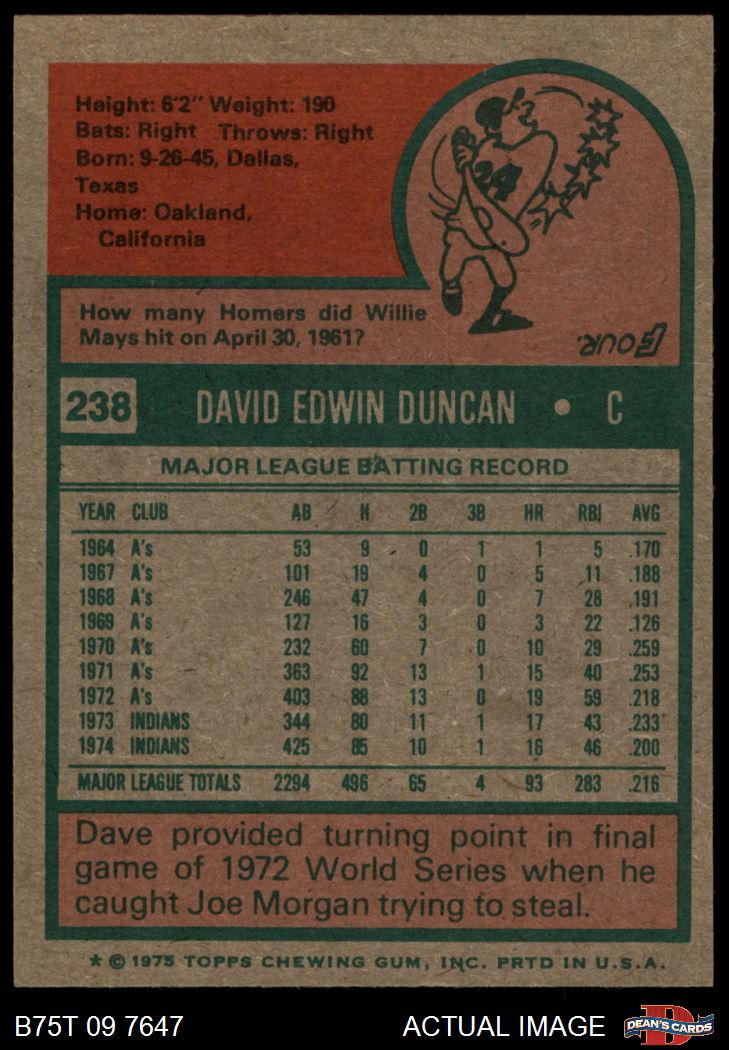 Height: 6'2" Weight: 190
Bats: Right Throws: Right
Born: 9-26-45, Dallas,
Texas
Home: Oakland,
California
24
How many Homers did Willie
Mays hit on April 30, 1961?
FOUR.
238 DAVID EDWIN DUNCAN • C
MAJOR LEAGUE BATTING RECORD
YEAR CLUB AB H 2B 3B HR RBI AVG
1964 A's 53 9 0 1 1 5 .170
1967 A's 101 19 4 0 5 11 .188
1968 A's 246 47 4 0 7 28 .191
1969 A's 127 16 3 0 3 22 .126
1970 A's 232 60 7 0 10 29 .259
1971 A's 363 92 13 1 15 40 .253
1972 A's 403 88 13 0 19 59 .218
1973 INDIANS 344 80 11 1 17 43 .233
1974 INDIANS 425 85 10 1 16 46 .200
MAJOR LEAGUE TOTALS 2294 496 65 4 93 283 .216
Dave provided turning point in final
game of 1972 World Series when he
caught Joe Morgan trying to steal.
* © 1975 TOPPS CHEWING GUM, INC. PRTD IN U.S.A.
B75T 09 7647 ACTUAL IMAGE
D
DEAN'S CARDS